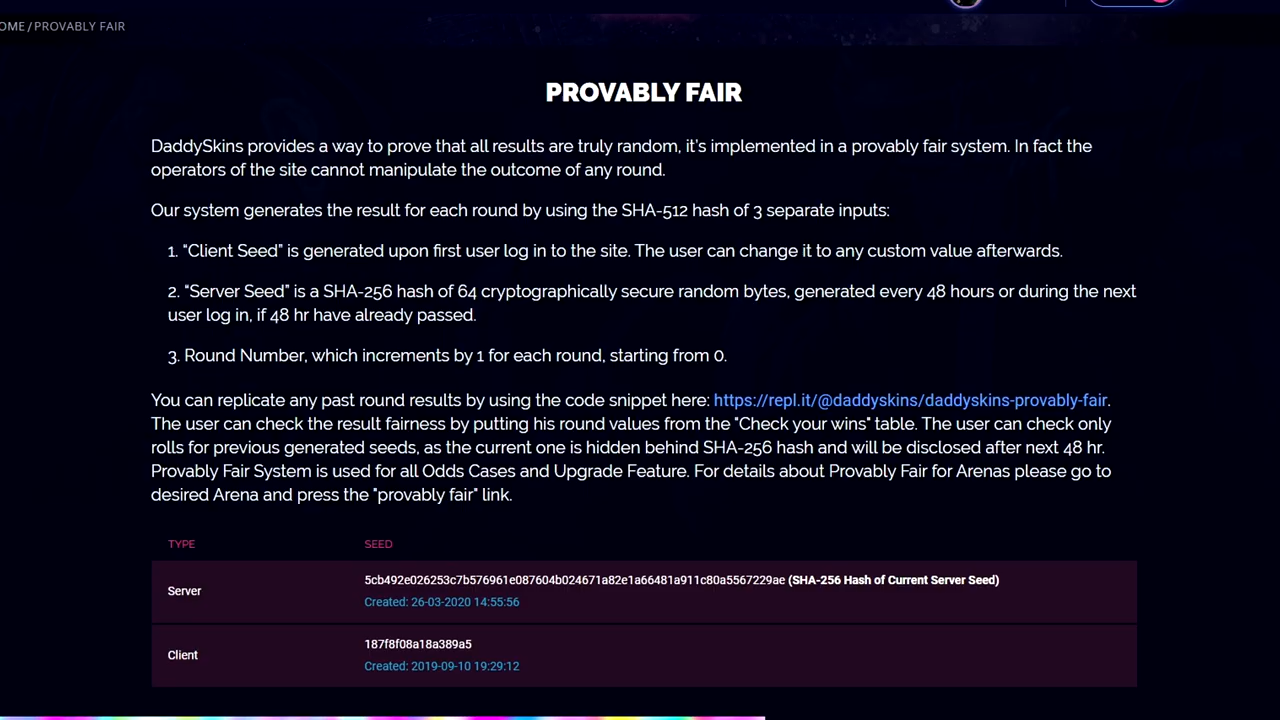 OME / PROVABLY FAIR
PROVABLY FAIR
DaddySkins provides a way to prove that all results are truly random, it's implemented in a provably fair system. In fact the
operators of the site cannot manipulate the outcome of any round.
Our system generates the result for each round by using the SHA-512 hash of 3 separate inputs:
1. “Client Seed” is generated upon first user log in to the site. The user can change it to any custom value afterwards.
2. “Server Seed” is a SHA-256 hash of 64 cryptographically secure random bytes, generated every 48 hours or during the next
user log in, if 48 hr have already passed.
3. Round Number, which increments by 1 for each round, starting from 0.
You can replicate any past round results by using the code snippet here: https://repl.it/@daddyskins/daddyskins-provably-fair.
The user can check the result fairness by putting his round values from the "Check your wins" table. The user can check only
rolls for previous generated seeds, as the current one is hidden behind SHA-256 hash and will be disclosed after next 48 hr.
Provably Fair System is used for all Odds Cases and Upgrade Feature. For details about Provably Fair for Arenas please go to
desired Arena and press the "provably fair" link.
TYPE SEED
5cb492e026253c7b576961e087604b024671a82e1a66481a911c80a5567229ae (SHA-256 Hash of Current Server Seed)
Server
Created: 26-03-2020 14:55:56
187f8f08a18a389a5
Client
Created: 2019-09-10 19:29:12